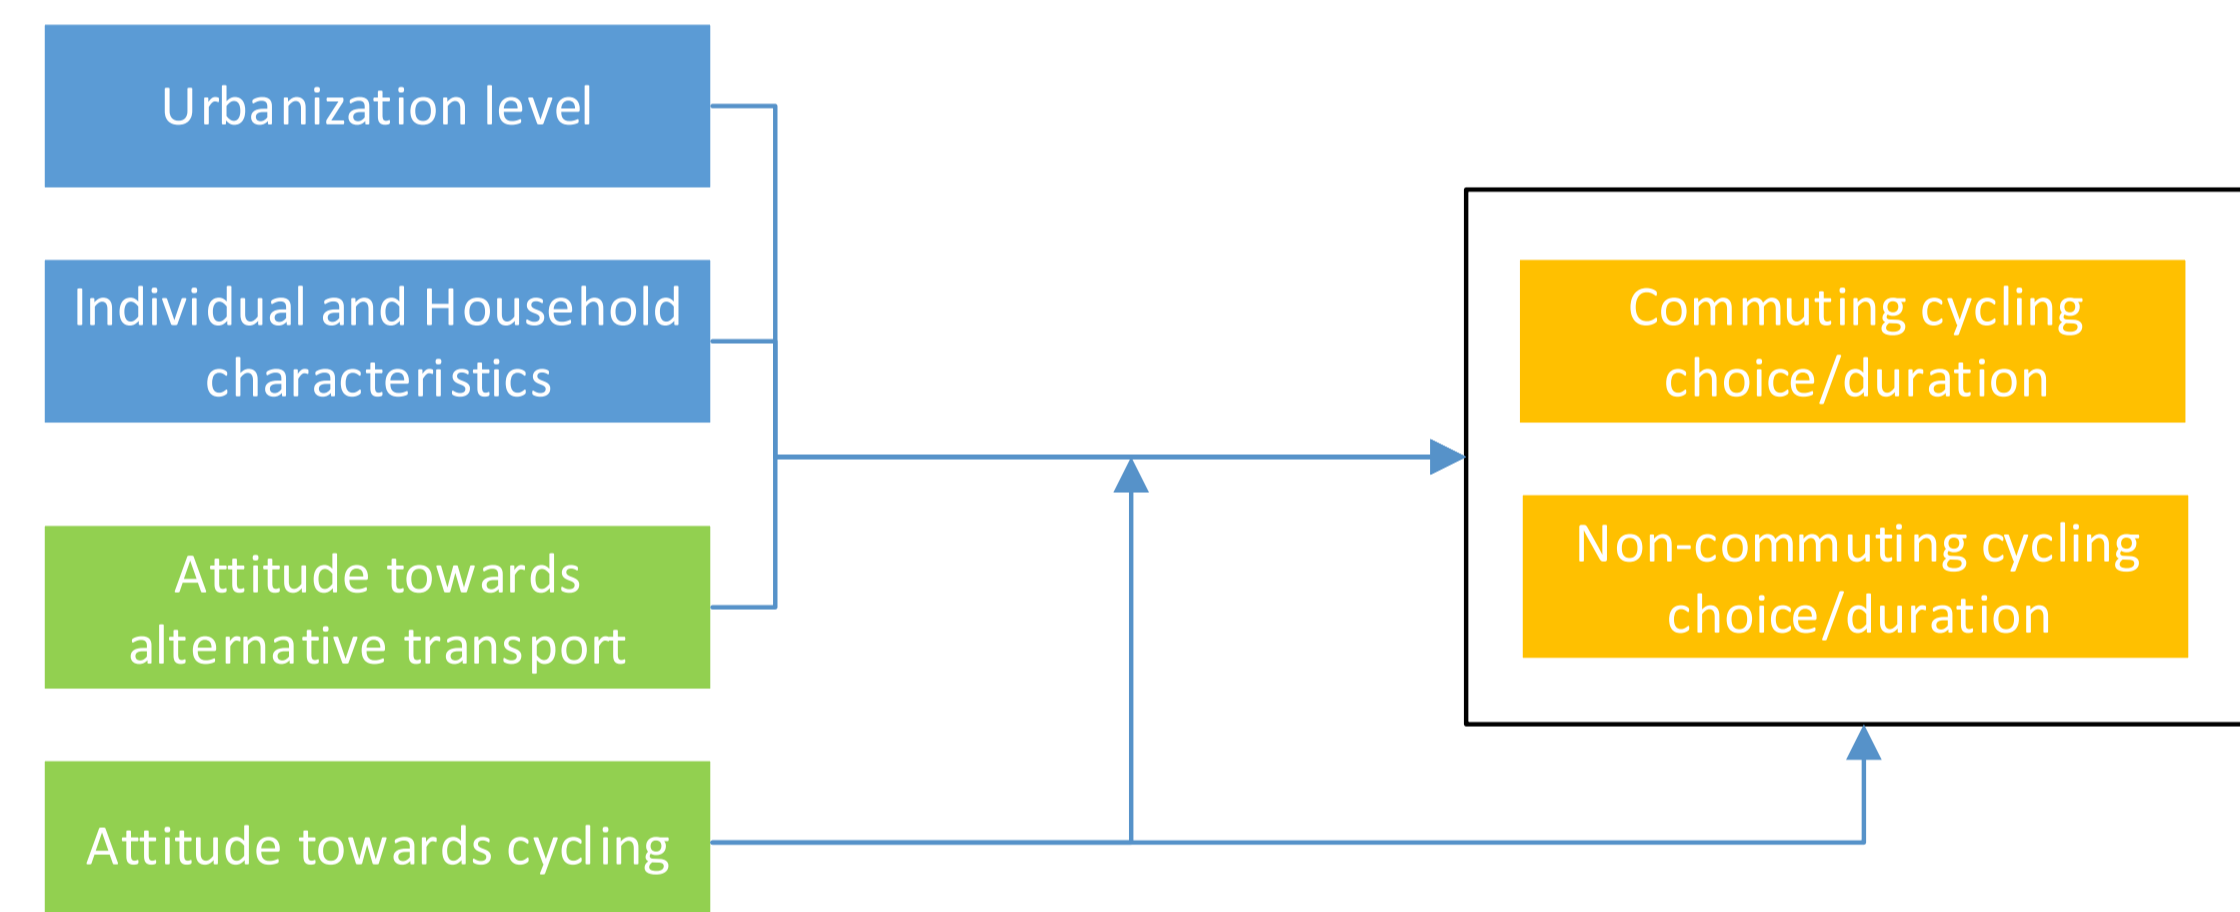 Urbanization level
Individual and Household
characteristics
Attitude towards
alternative transport
Attitude towards cycling
Commuting cycling
choice/duration
Non-commuting cycling
choice/duration